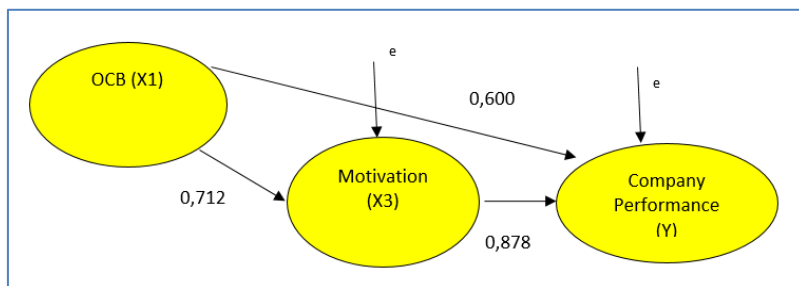 OCB (X1)
e
e
0,600
Motivation
(X3)
Company
Performance
(Y)
0,712
0,878